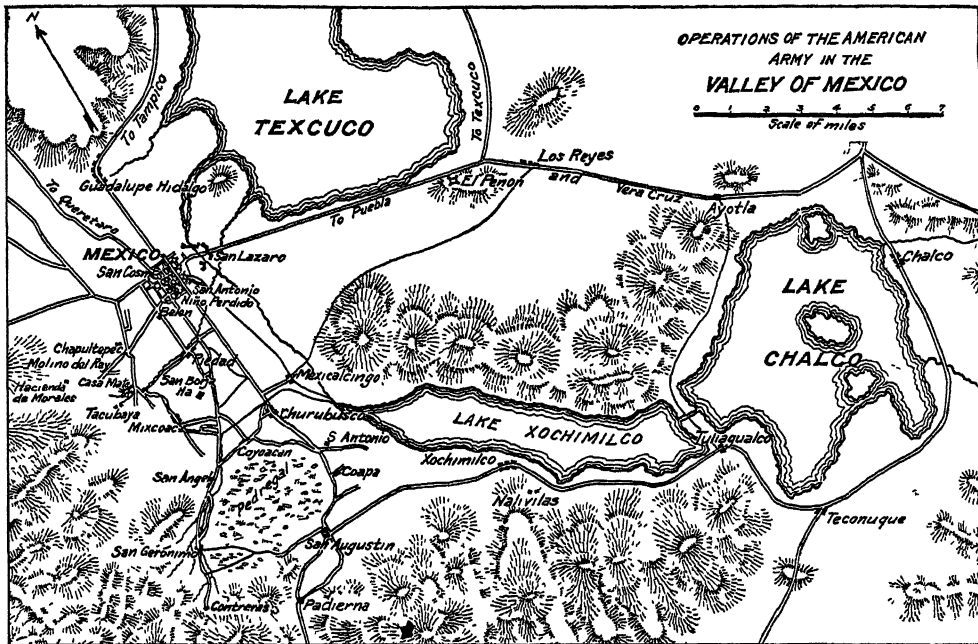 N
OPERATIONS OF THE AMERICAN
ARMY IN THE
VALLEY OF MEXICO
0 1 2 3 4 5 6 7
Scale of miles
LAKE
TEXCUCO
To Tampico
To Texcuco
Los Reyes
and
Vera Cruz
Guadalupe Hidalgo
El Peñon
To Puebla
Ayotla
To
Queretaro
MEXICO
San Lazaro
San Cosme
San Antonio
Niño Perdido
Belen
Chalco
LAKE
CHALCO
Chapultepec
Molino del Rey
Piedad
Casa Mata
Hacienda
de Morales
San Borja
Mexicalcingo
Tacubaya
Churubusco
Mixcoac
LAKE XOCHIMILCO
Tuliagualco
S Antonio
Coyoacan
Xochimilco
Coapa
San Angel
Teconuque
San Augustin
San Geronimo
Contreras
Padierna